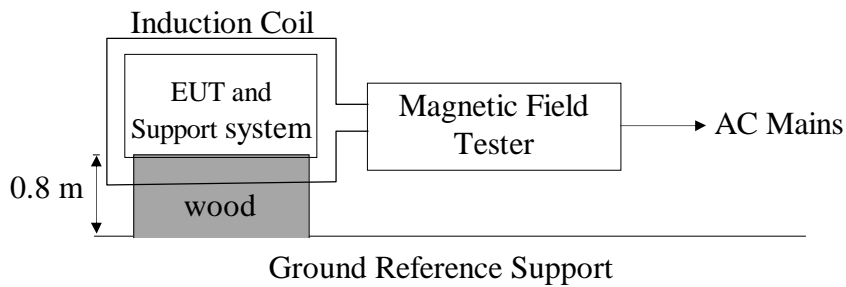 Induction Coil
EUT and
Support system
Magnetic Field
Tester
AC Mains
0.8 m
wood
Ground Reference Support